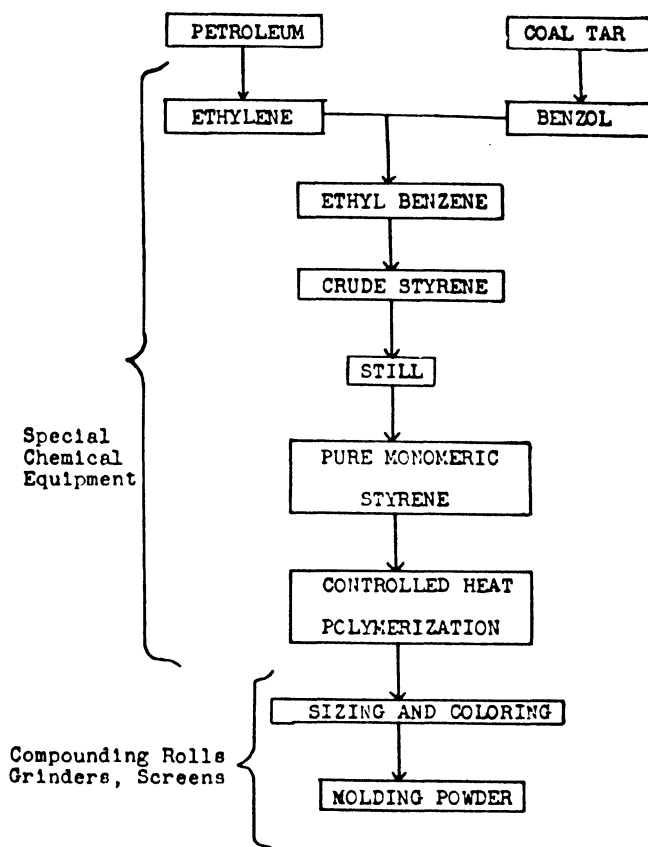 PETROLEUM
COAL TAR
ETHYLENE
BENZOL
ETHYL BENZENE
CRUDE STYRENE
STILL
Special
Chemical
Equipment
PURE MONOMERIC
STYRENE
CONTROLLED HEAT
POLYMERIZATION
SIZING AND COLORING
Compounding Rolls
Grinders, Screens
MOLDING POWDER